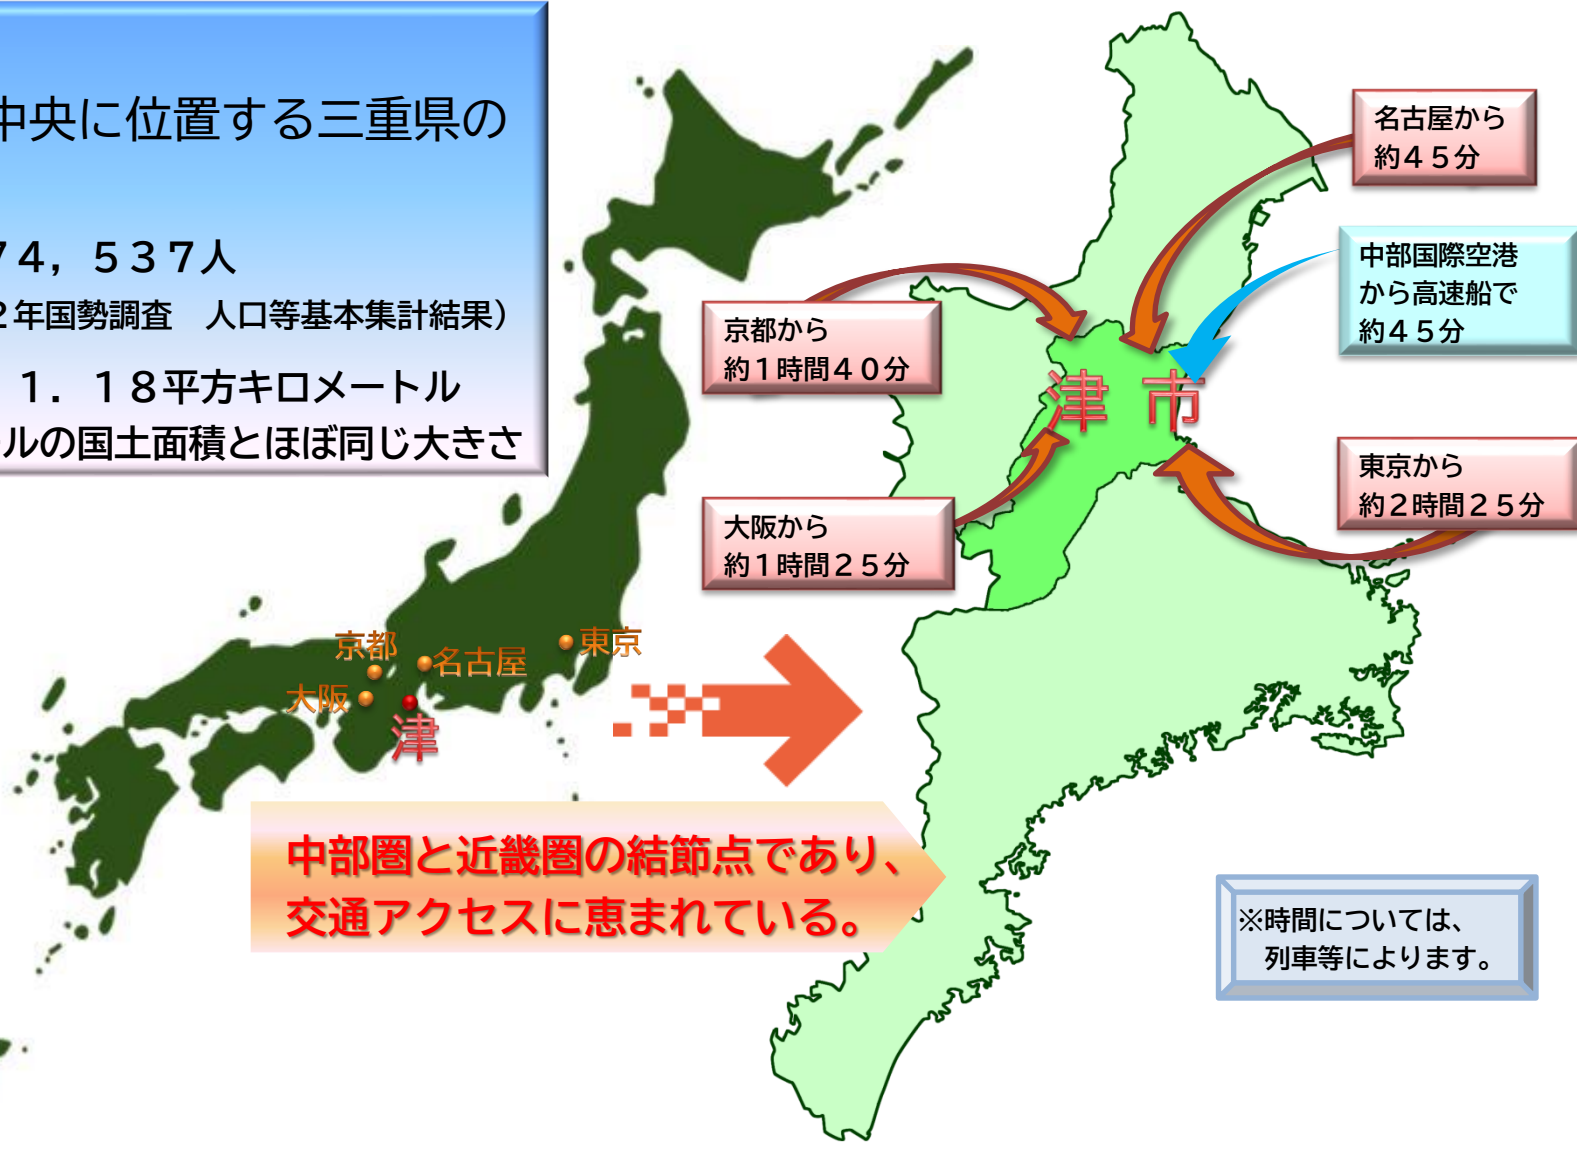 中央に位置する三重県の
７４，５３７人
２年国勢調査　人口等基本集計結果）
１．１８平方キロメートル
ルの国土面積とほぼ同じ大きさ
名古屋から
約４５分
中部国際空港
から高速船で
約４５分
京都から
約１時間４０分
津市
東京から
約２時間２５分
大阪から
約１時間２５分
京都
名古屋
東京
大阪
津
中部圏と近畿圏の結節点であり、
交通アクセスに恵まれている。
※時間については、
列車等によります。